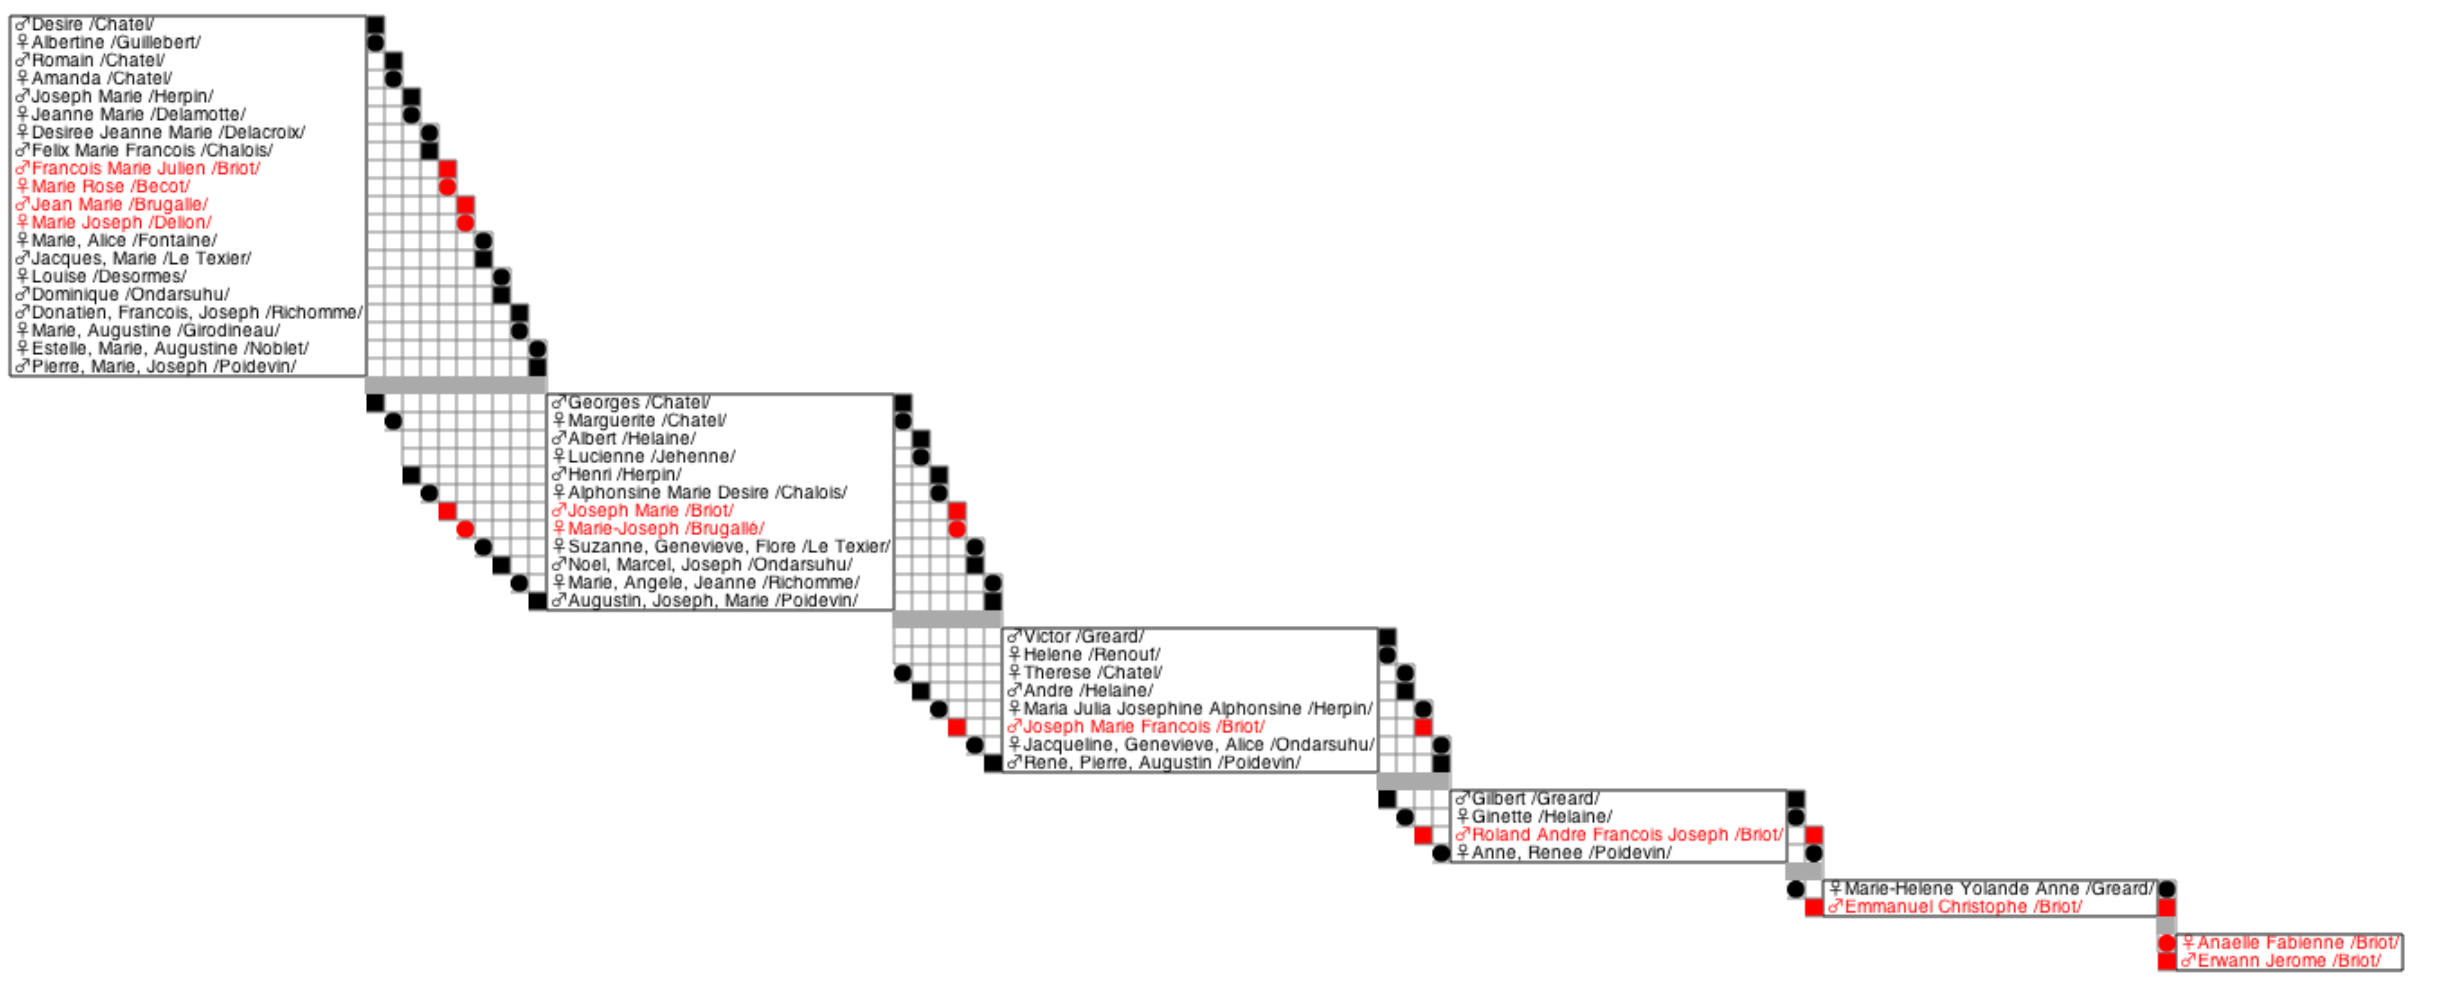 ♂Desire /Chatel/
♀Albertine /Guillebert/
♂Romain /Chatel/
♀Amanda /Chatel/
♂Joseph Marie /Herpin/
♀Jeanne Marie /Delamotte/
♀Desiree Jeanne Marie /Delacroix/
♂Felix Marie Francois /Chalois/
♂Francois Marie Julien /Briot/
♀Marie Rose /Becot/
♂Jean Marie /Brugalle/
♀Marie Joseph /Delion/
♀Marie, Alice /Fontaine/
♂Jacques, Marie /Le Texier/
♀Louise /Desormes/
♂Dominique /Ondarsuhu/
♂Donatien, Francois, Joseph /Richomme/
♀Marie, Augustine /Girodineau/
♀Estelle, Marie, Augustine /Noblet/
♂Pierre, Marie, Joseph /Poidevin/
♂Georges /Chatel/
♀Marguerite /Chatel/
♂Albert /Helaine/
♀Lucienne /Jehenne/
♂Henri /Herpin/
♀Alphonsine Marie Desire /Chalois/
♂Joseph Marie /Briot/
♀Marie-Joseph /Brugallé/
♀Suzanne, Genevieve, Flore /Le Texier/
♂Noel, Marcel, Joseph /Ondarsuhu/
♀Marie, Angele, Jeanne /Richomme/
♂Augustin, Joseph, Marie /Poidevin/
♂Victor /Greard/
♀Helene /Renouf/
♀Therese /Chatel/
♂Andre /Helaine/
♀Maria Julia Josephine Alphonsine /Herpin/
♂Joseph Marie Francois /Briot/
♀Jacqueline, Genevieve, Alice /Ondarsuhu/
♂Rene, Pierre, Augustin /Poidevin/
♂Gilbert /Greard/
♀Ginette /Helaine/
♂Roland Andre Francois Joseph /Briot/
♀Anne, Renee /Poidevin/
♀Marie-Helene Yolande Anne /Greard/
♂Emmanuel Christophe /Briot/
♀Anaelle Fabienne /Briot/
♂Erwann Jerome /Briot/